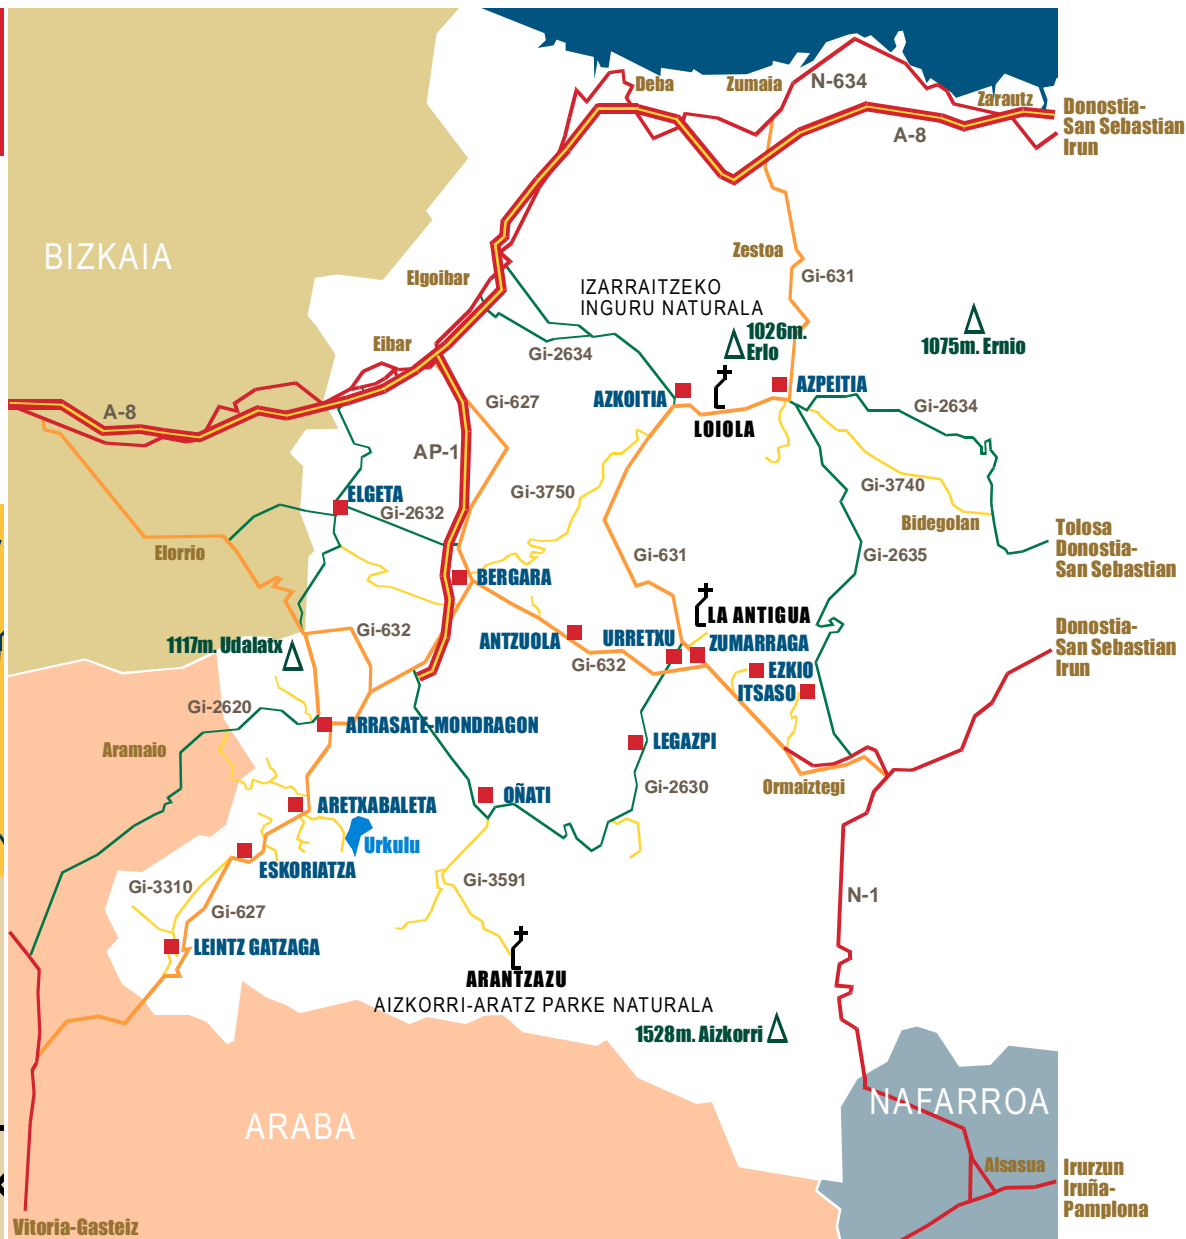 Deba
Zumaia
N-634
Zarautz
Donostia-
San Sebastian
Irun
A-8
BIZKAIA
Zestoa
Elgoibar
IZARRAITZEKO
INGURU NATURALA
Gi-631
1026m.
Erlo
1075m. Ernio
Eibar
Gi-2634
AZPEITIA
AZKOITIA
Gi-627
A-8
Gi-2634
LOIOLA
AP-1
Gi-3750
Gi-3740
ELGETA
Gi-2632
Bidegolan
Elorrio
Tolosa
Donostia-
San Sebastian
Gi-631
Gi-2635
BERGARA
LA ANTIGUA
Gi-632
Donostia-
San Sebastian
Irun
1117m. Udalatx
ANTZUOLA
URRETXU
ZUMARRAGA
Gi-632
EZKIO
ITSASO
Gi-2620
ARRASATE-MONDRAGON
Aramaio
LEGAZPI
Gi-2630
Ormaiztegi
OÑATI
ARETXABALETA
Urkulu
ESKORIATZA
Gi-3310
Gi-3591
Gi-627
N-1
LEINTZ GATZAGA
ARANTZAZU
AIZKORRI-ARATZ PARKE NATURALA
1528m. Aizkorri
NAFARROA
ARABA
Alsasua
Irurzun
Iruña-
Pamplona
Vitoria-Gasteiz